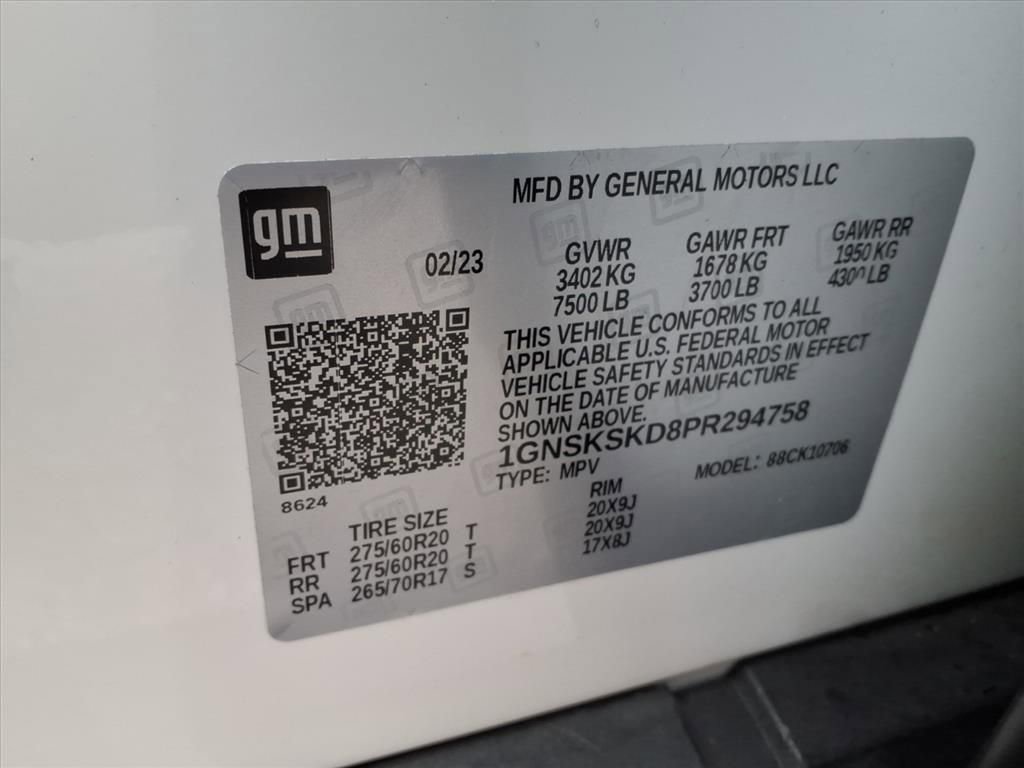 gm
MFD BY GENERAL MOTORS LLC
02/23
GVWR GAWR FRT GAWR RR
3402 KG 1678 KG 1950 KG
7500 LB 3700 LB 4300 LB
THIS VEHICLE CONFORMS TO ALL
APPLICABLE U.S. FEDERAL MOTOR
VEHICLE SAFETY STANDARDS IN EFFECT
ON THE DATE OF MANUFACTURE
SHOWN ABOVE.
1GNSKSKD8PR294758
TYPE: MPV MODEL: 88CK10706
8624
TIRE SIZE RIM
FRT 275/60R20 T 20X9J
RR 275/60R20 T 20X9J
SPA 265/70R17 S 17X8J